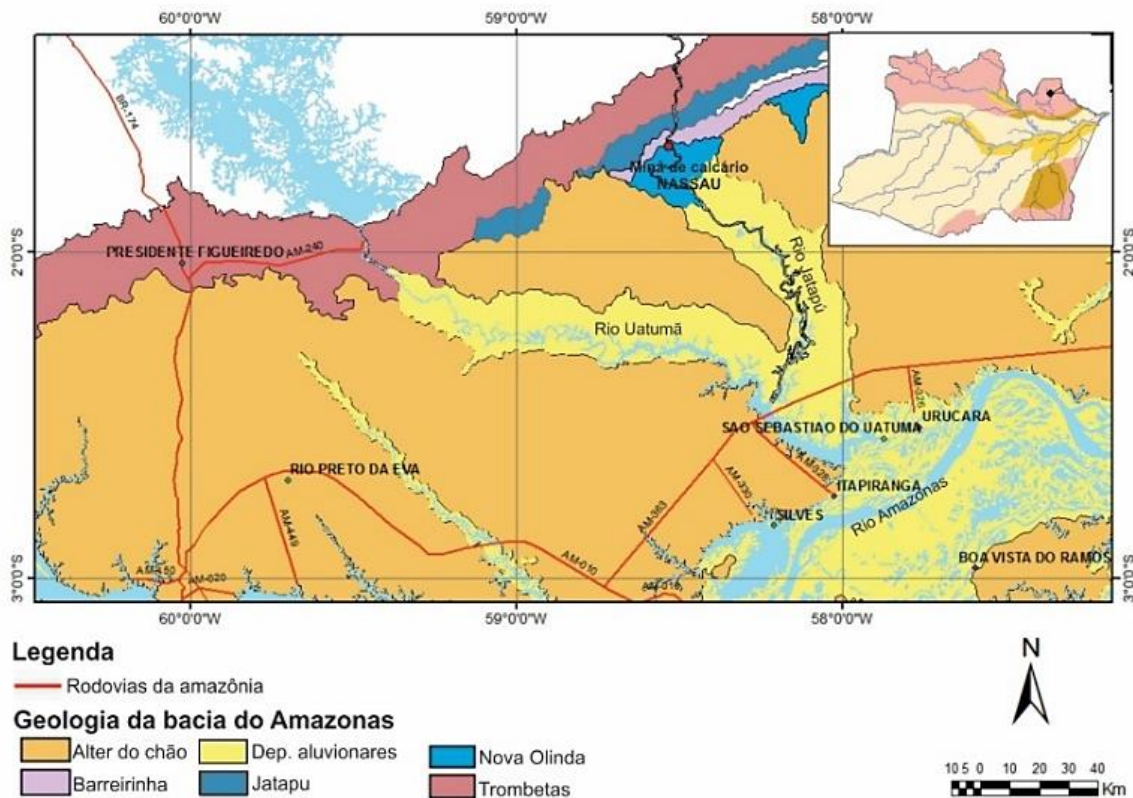 60°0'0"W 59°0'0"W 58°0'0"W
BR-174
Mina de calcário
NASSAU
2°0'0"S 2°0'0"S
PRESIDENTE FIGUEIREDO
AM-240
Rio Jatapú
Rio Uatumã
AM-326
URUCARA
SAO SEBASTIAO DO UATUMA
RIO PRETO DA EVA
AM-328
AM-330
ITAPIRANGA
AM-363
SILVES
Rio Amazonas
AM-449
AM-010
BOA VISTA DO RAMOS
AM-020
3°0'0"S 3°0'0"S
60°0'0"W 59°0'0"W 58°0'0"W
Legenda
Rodovias da amazônia
Geologia da bacia do Amazonas
Alter do chão Dep. aluvionares Nova Olinda
Barreirinha Jatapu Trombetas
N
10 5 0 10 20 30 40
Km